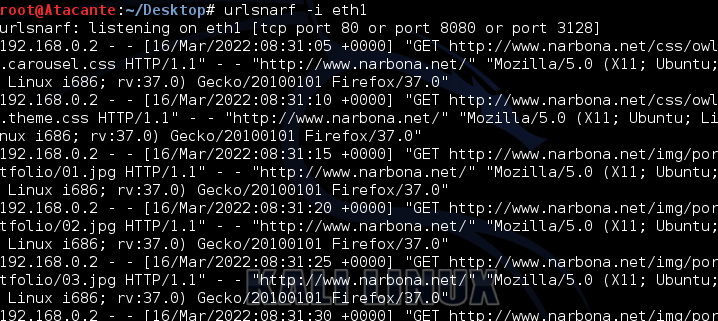 root@Atacante:~/Desktop# urlsnarf -i eth1
urlsnarf: listening on eth1 [tcp port 80 or port 8080 or port 3128]
192.168.0.2 - - [16/Mar/2022:08:31:05 +0000] "GET http://www.narbona.net/css/owl
.carousel.css HTTP/1.1" - - "http://www.narbona.net/" "Mozilla/5.0 (X11; Ubuntu;
Linux i686; rv:37.0) Gecko/20100101 Firefox/37.0"
192.168.0.2 - - [16/Mar/2022:08:31:10 +0000] "GET http://www.narbona.net/css/owl
.theme.css HTTP/1.1" - - "http://www.narbona.net/" "Mozilla/5.0 (X11; Ubuntu; Li
nux i686; rv:37.0) Gecko/20100101 Firefox/37.0"
192.168.0.2 - - [16/Mar/2022:08:31:15 +0000] "GET http://www.narbona.net/img/por
tfolio/01.jpg HTTP/1.1" - - "http://www.narbona.net/" "Mozilla/5.0 (X11; Ubuntu;
Linux i686; rv:37.0) Gecko/20100101 Firefox/37.0"
192.168.0.2 - - [16/Mar/2022:08:31:20 +0000] "GET http://www.narbona.net/img/por
tfolio/02.jpg HTTP/1.1" - - "http://www.narbona.net/" "Mozilla/5.0 (X11; Ubuntu;
Linux i686; rv:37.0) Gecko/20100101 Firefox/37.0"
192.168.0.2 - - [16/Mar/2022:08:31:25 +0000] "GET http://www.narbona.net/img/por
tfolio/03.jpg HTTP/1.1" - - "http://www.narbona.net/" "Mozilla/5.0 (X11; Ubuntu;
Linux i686; rv:37.0) Gecko/20100101 Firefox/37.0"
KALI LINUX
192.168.0.2 - - [16/Mar/2022:08:31:30 +0000] "GET http://www.narbona.net/img/por